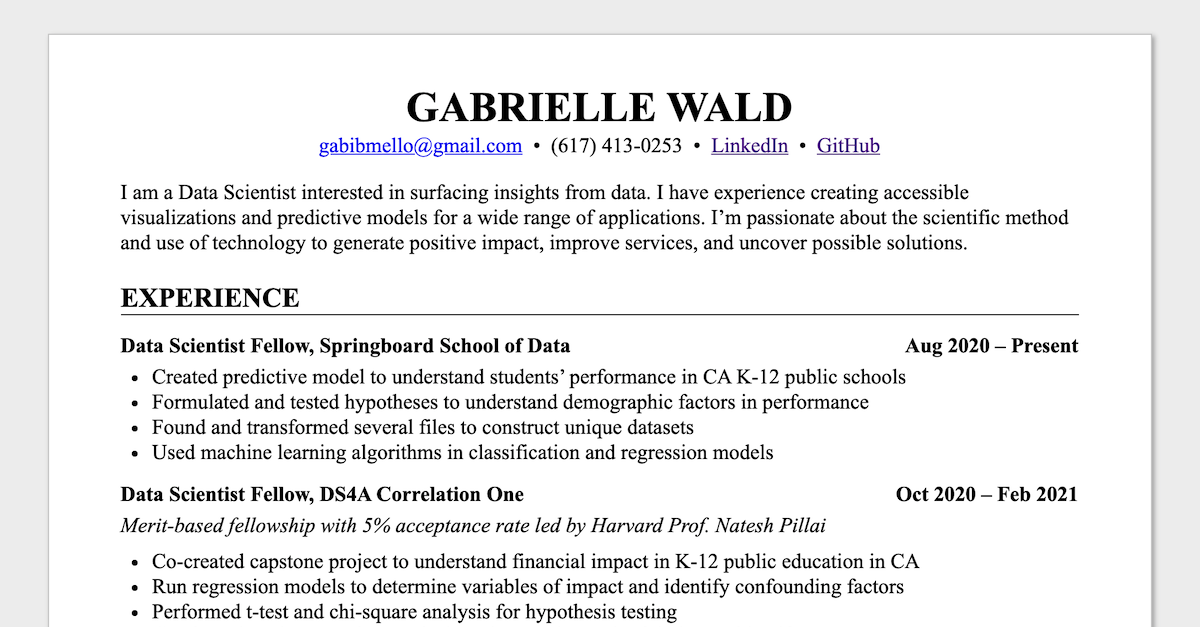 GABRIELLE WALD
gabibmello@gmail.com • (617) 413-0253 • LinkedIn • GitHub
I am a Data Scientist interested in surfacing insights from data. I have experience creating accessible
visualizations and predictive models for a wide range of applications. I’m passionate about the scientific method
and use of technology to generate positive impact, improve services, and uncover possible solutions.
EXPERIENCE
Data Scientist Fellow, Springboard School of Data Aug 2020 – Present
• Created predictive model to understand students’ performance in CA K-12 public schools
• Formulated and tested hypotheses to understand demographic factors in performance
• Found and transformed several files to construct unique datasets
• Used machine learning algorithms in classification and regression models
Data Scientist Fellow, DS4A Correlation One Oct 2020 – Feb 2021
Merit-based fellowship with 5% acceptance rate led by Harvard Prof. Natesh Pillai
• Co-created capstone project to understand financial impact in K-12 public education in CA
• Run regression models to determine variables of impact and identify confounding factors
• Performed t-test and chi-square analysis for hypothesis testing